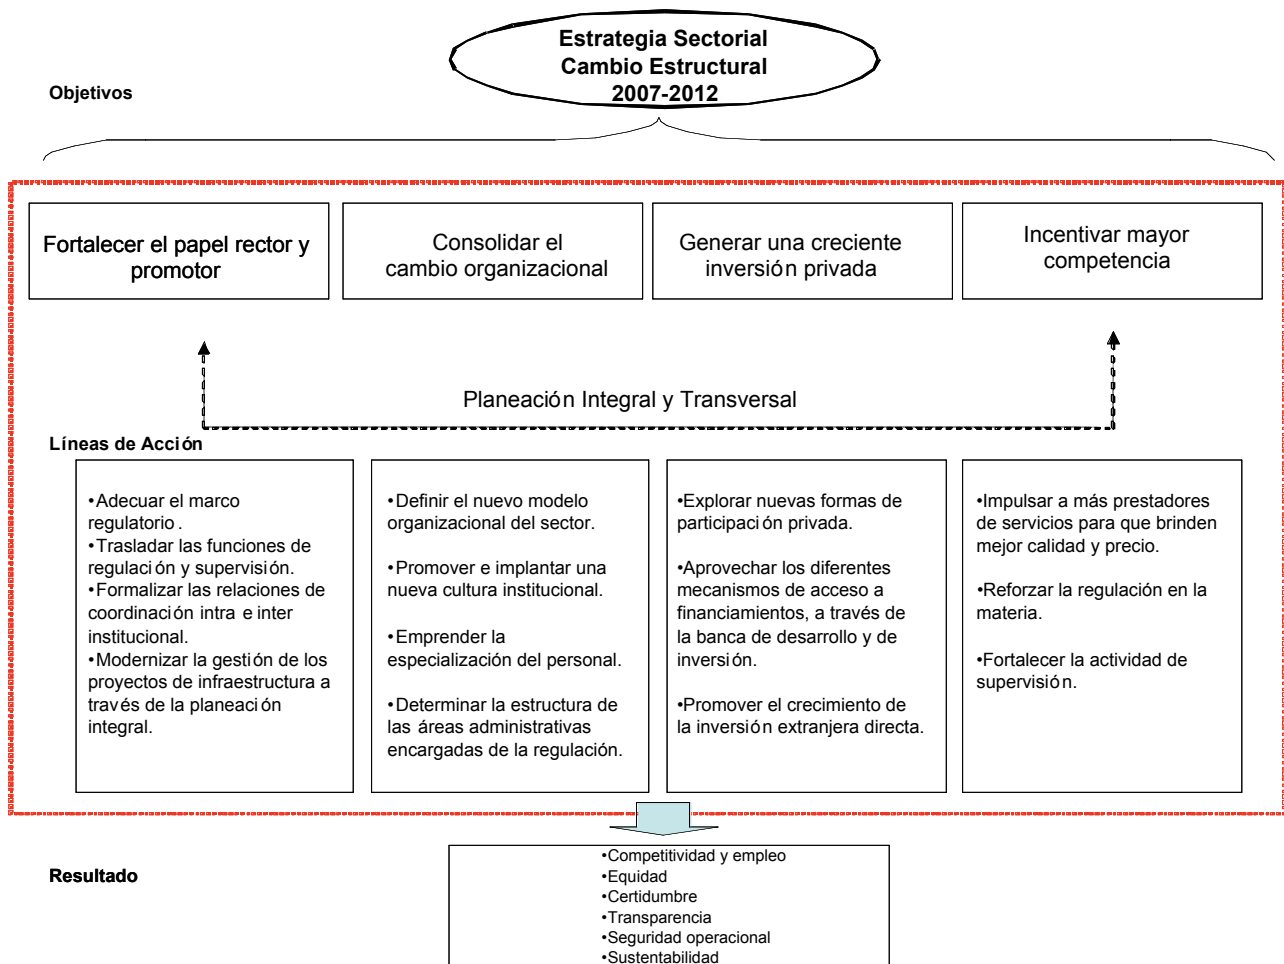 Estrategia Sectorial
Cambio Estructural
2007-2012
Objetivos
Fortalecer el papel rector y
promotor
Consolidar el
cambio organizacional
Generar una creciente
inversión privada
Incentivar mayor
competencia
Planeación Integral y Transversal
Líneas de Acción
•Adecuar el marco
regulatorio .
•Trasladar las funciones de
regulación y supervisión.
•Formalizar las relaciones de
coordinación intra e inter
institucional.
•Modernizar la gestión de los
proyectos de infraestructura a
través de la planeación
integral.
•Definir el nuevo modelo
organizacional del sector.
•Promover e implantar una
nueva cultura institucional.
•Emprender la
especialización del personal.
•Determinar la estructura de
las áreas administrativas
encargadas de la regulación.
•Explorar nuevas formas de
participación privada.
•Aprovechar los diferentes
mecanismos de acceso a
financiamientos, a través de
la banca de desarrollo y de
inversión.
•Promover el crecimiento de
la inversión extranjera directa.
•Impulsar a más prestadores
de servicios para que brinden
mejor calidad y precio.
•Reforzar la regulación en la
materia.
•Fortalecer la actividad de
supervisión.
Resultado
•Competitividad y empleo
•Equidad
•Certidumbre
•Transparencia
•Seguridad operacional
•Sustentabilidad